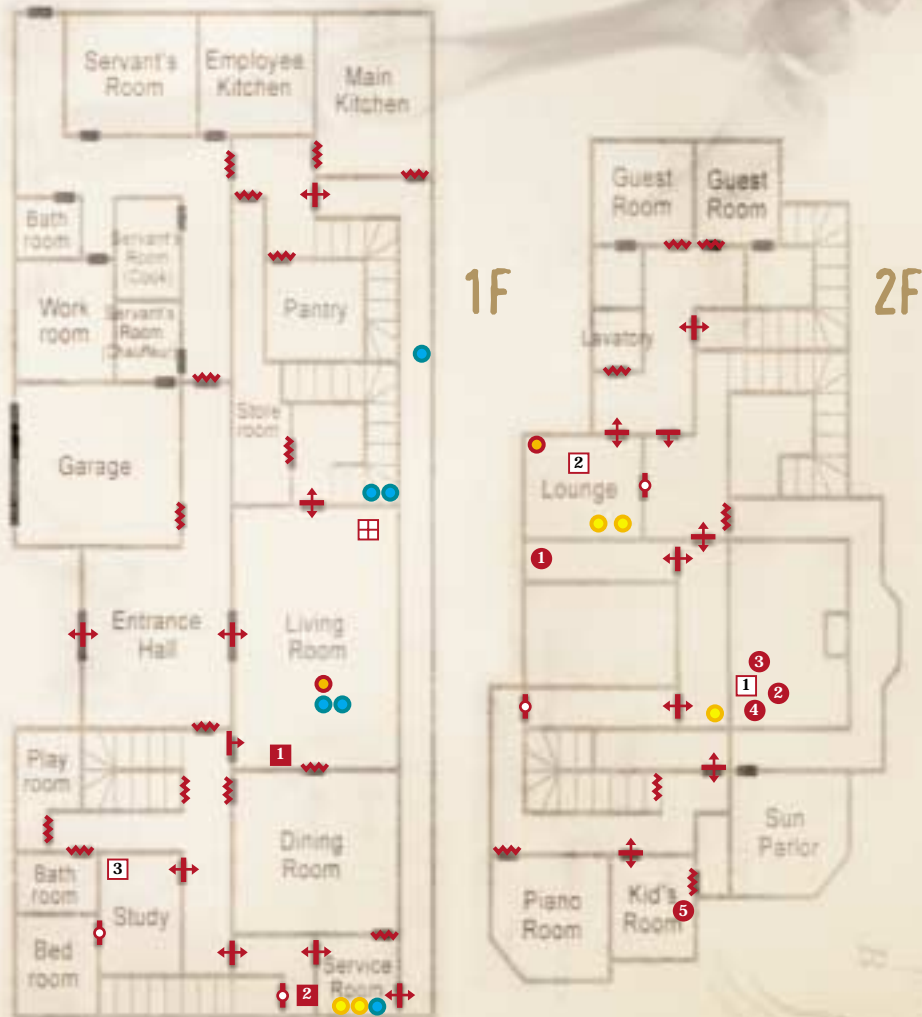 Servant's
Room
Employee
Kitchen
Main
Kitchen
Bath
room
Servant's
Room
(Cook)
Work
room
Servant's
Room
(Chauffeur)
Pantry
Store
room
Garage
Entrance
Hall
Living
Room
1
Play
room
Dining
Room
Bath
room
3
Study
Bed
room
Service
Room
2
1F
2F
Guest
Room
Guest
Room
Lavatory
2
Lounge
1
3
1
2
4
Sun
Parlor
Piano
Room
Kid's
Room
5